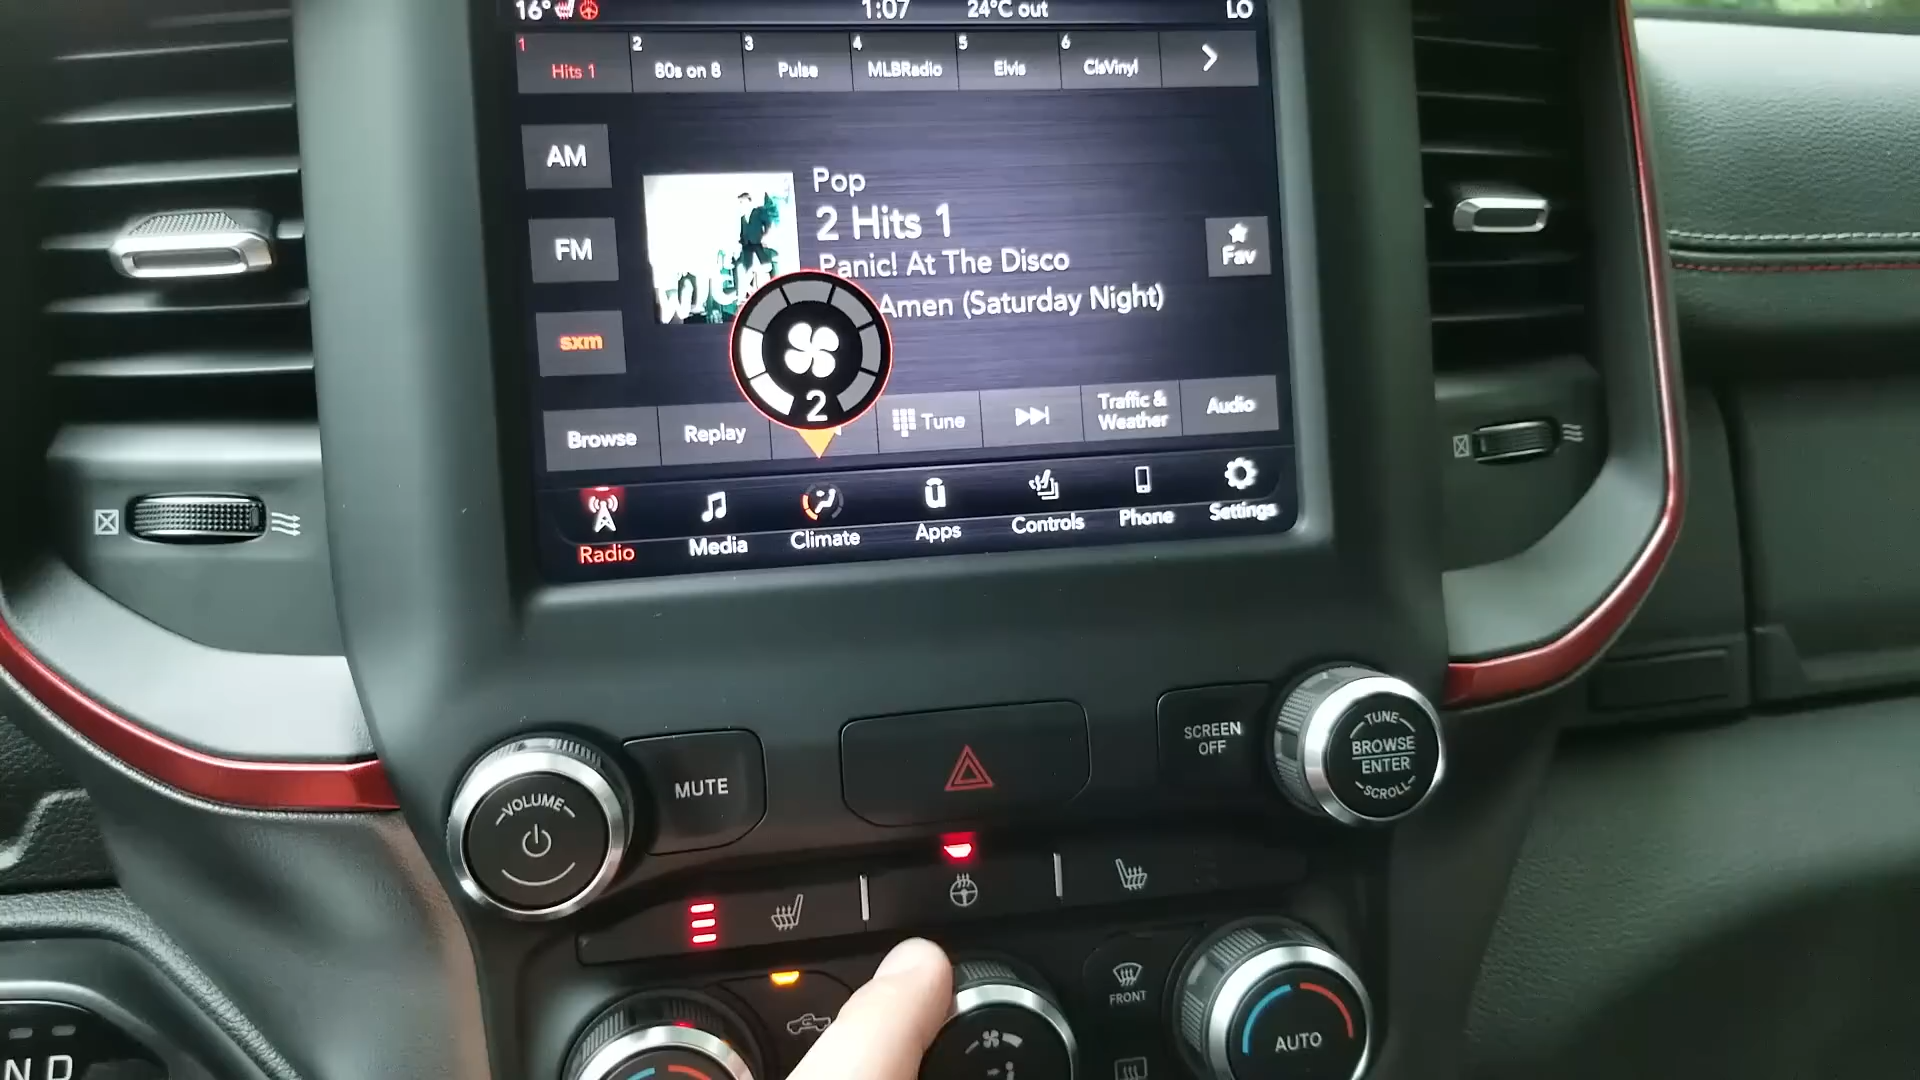 16° 1:07 24°C out LO
1 Hits 1
2 80s on 8
3 Pulse
4 MLBRadio
5 Elvis
6 ClsVinyl
AM
FM
sxm
Pop
2 Hits 1
Panic! At The Disco
Amen (Saturday Night)
Fav
2
Browse
Replay
Tune
Traffic &
Weather
Audio
Radio
Media
Climate
Apps
Controls
Phone
Settings
VOLUME
MUTE
SCREEN
OFF
TUNE
BROWSE
ENTER
SCROLL
FRONT
AUTO
N D